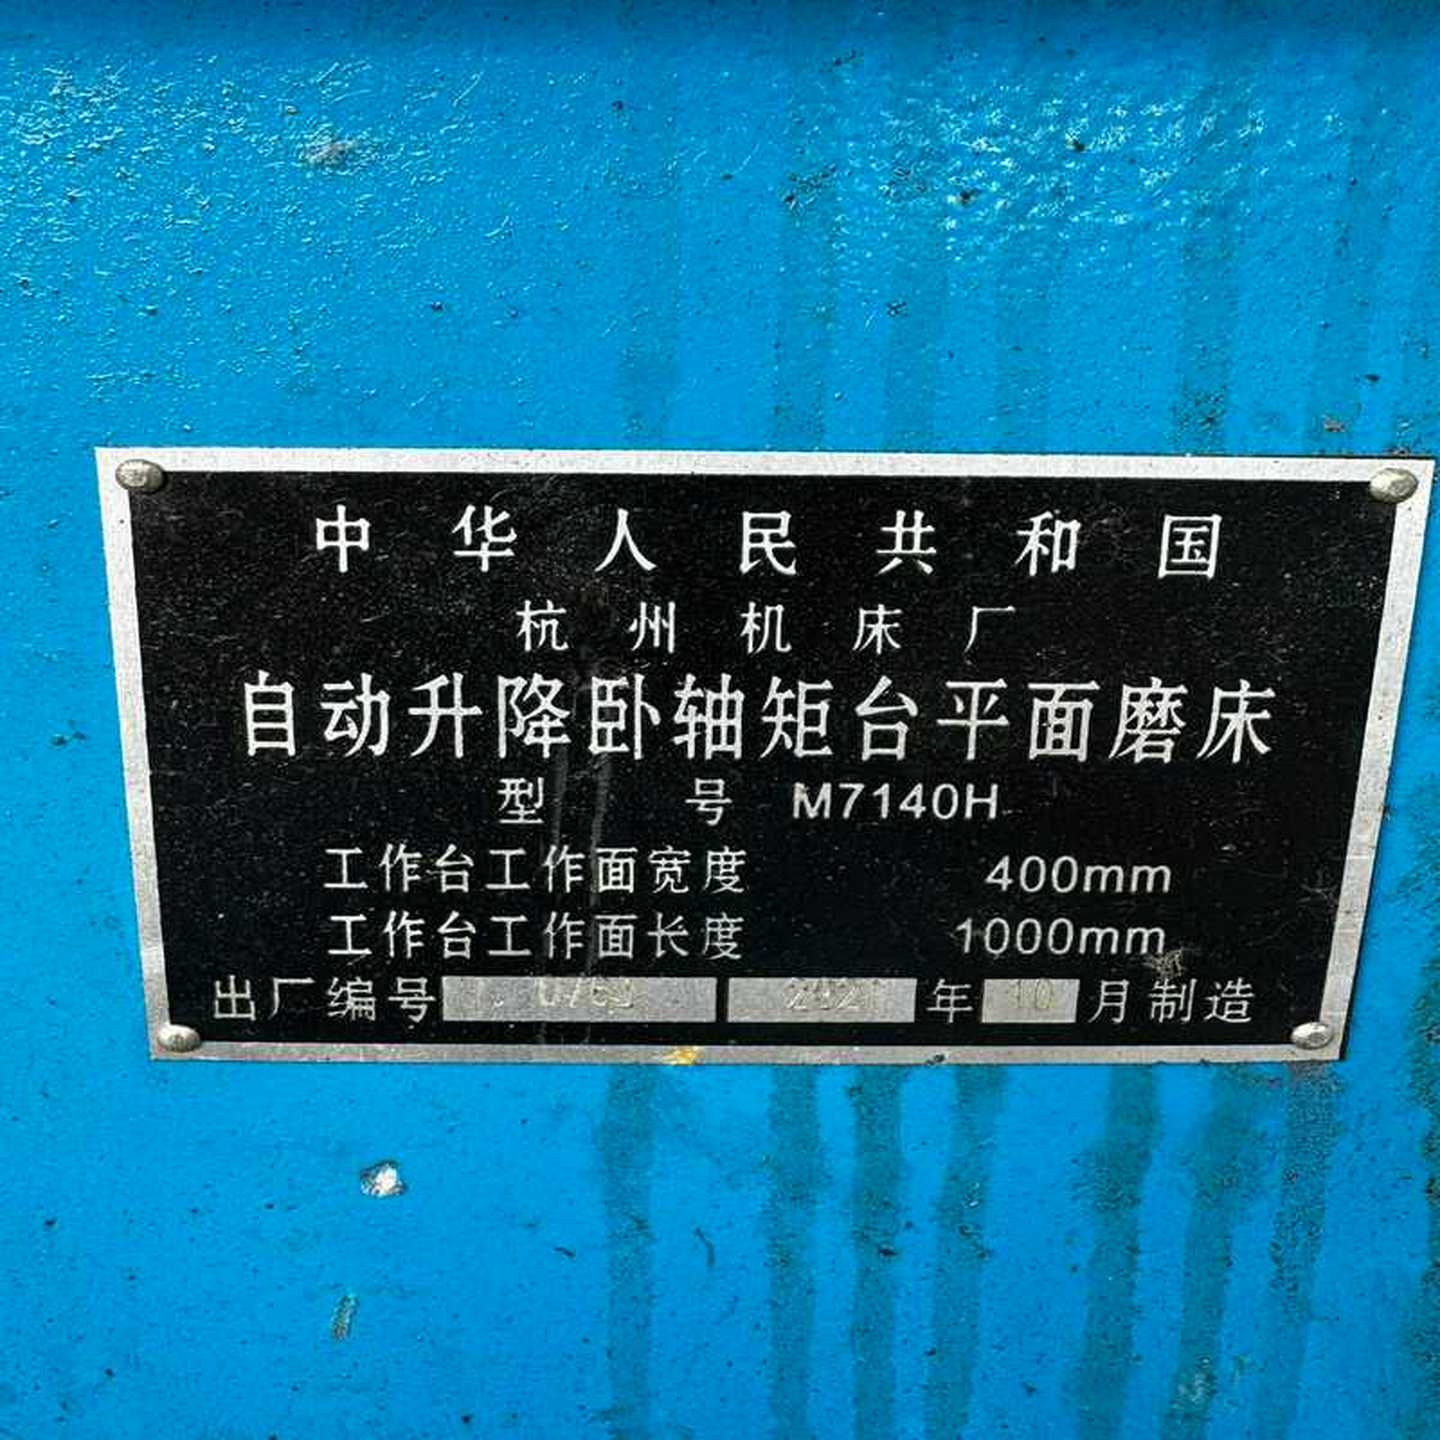 中华人民共和国
杭州机床厂
自动升降卧轴矩台平面磨床
型号 M7140H
工作台工作面宽度 400mm
工作台工作面长度 1000mm
出厂编号 年 10 月制造